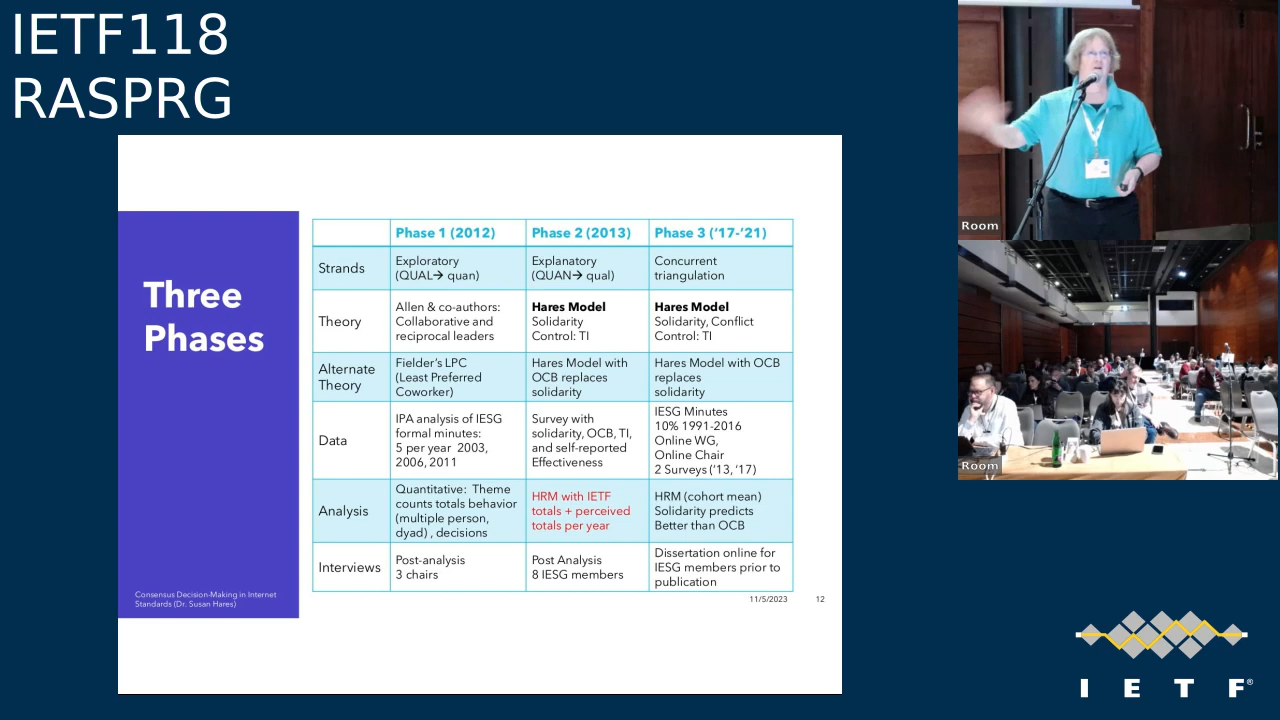 IETF118
RASPRG
Three
Phases
Consensus Decision-Making in Internet
Standards (Dr. Susan Hares)
Phase 1 (2012)
Phase 2 (2013)
Phase 3 (‘17-’21)
Strands
Exploratory
(QUAL→ quan)
Explanatory
(QUAN→ qual)
Concurrent
triangulation
Theory
Allen & co-authors:
Collaborative and
reciprocal leaders
Hares Model
Solidarity
Control: TI
Hares Model
Solidarity, Conflict
Control: TI
Alternate
Theory
Fielder’s LPC
(Least Preferred
Coworker)
Hares Model with
OCB replaces
solidarity
Hares Model with OCB
replaces
solidarity
Data
IPA analysis of IESG
formal minutes:
5 per year 2003,
2006, 2011
Survey with
solidarity, OCB, TI,
and self-reported
Effectiveness
IESG Minutes
10% 1991-2016
Online WG,
Online Chair
2 Surveys (‘13, ‘17)
Analysis
Quantitative: Theme
counts totals behavior
(multiple person,
dyad) , decisions
HRM with IETF
totals + perceived
totals per year
HRM (cohort mean)
Solidarity predicts
Better than OCB
Interviews
Post-analysis
3 chairs
Post Analysis
8 IESG members
Dissertation online for
IESG members prior to
publication
11/5/2023
12
Room
Room
I E T F®